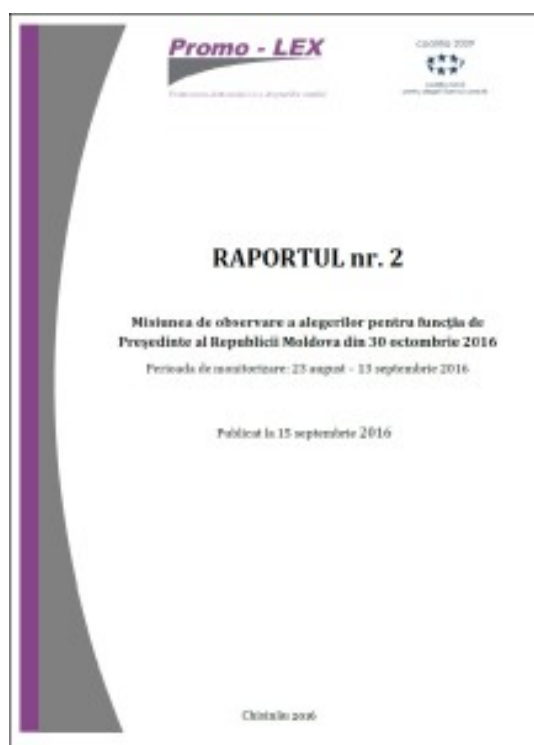 Promo - LEX
RAPORTUL nr. 2
Misiunea de observare a alegerilor pentru funcția de
Președinte al Republicii Moldova din 30 octombrie 2016
Perioada de monitorizare: 23 august – 13 septembrie 2016
Publicat la 15 septembrie 2016
Chișinău 2016